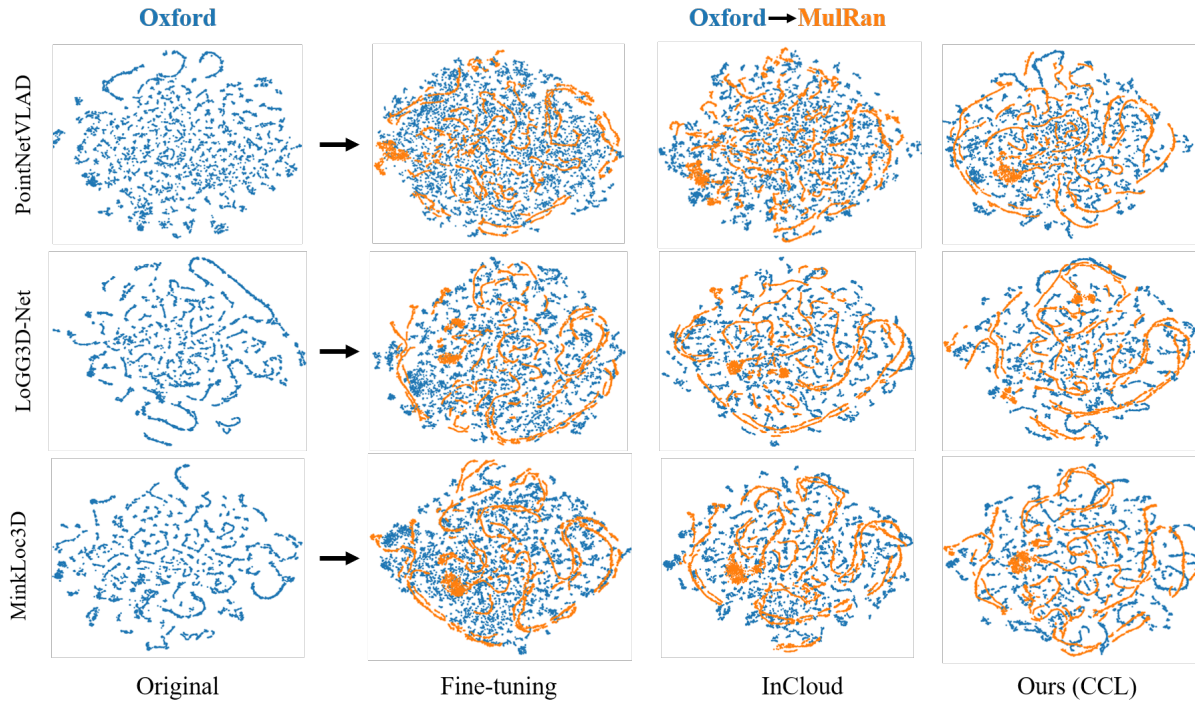 Oxford
Oxford→MulRan
PointNetVLAD
LoGG3D-Net
MinkLoc3D
Original
Fine-tuning
InCloud
Ours (CCL)